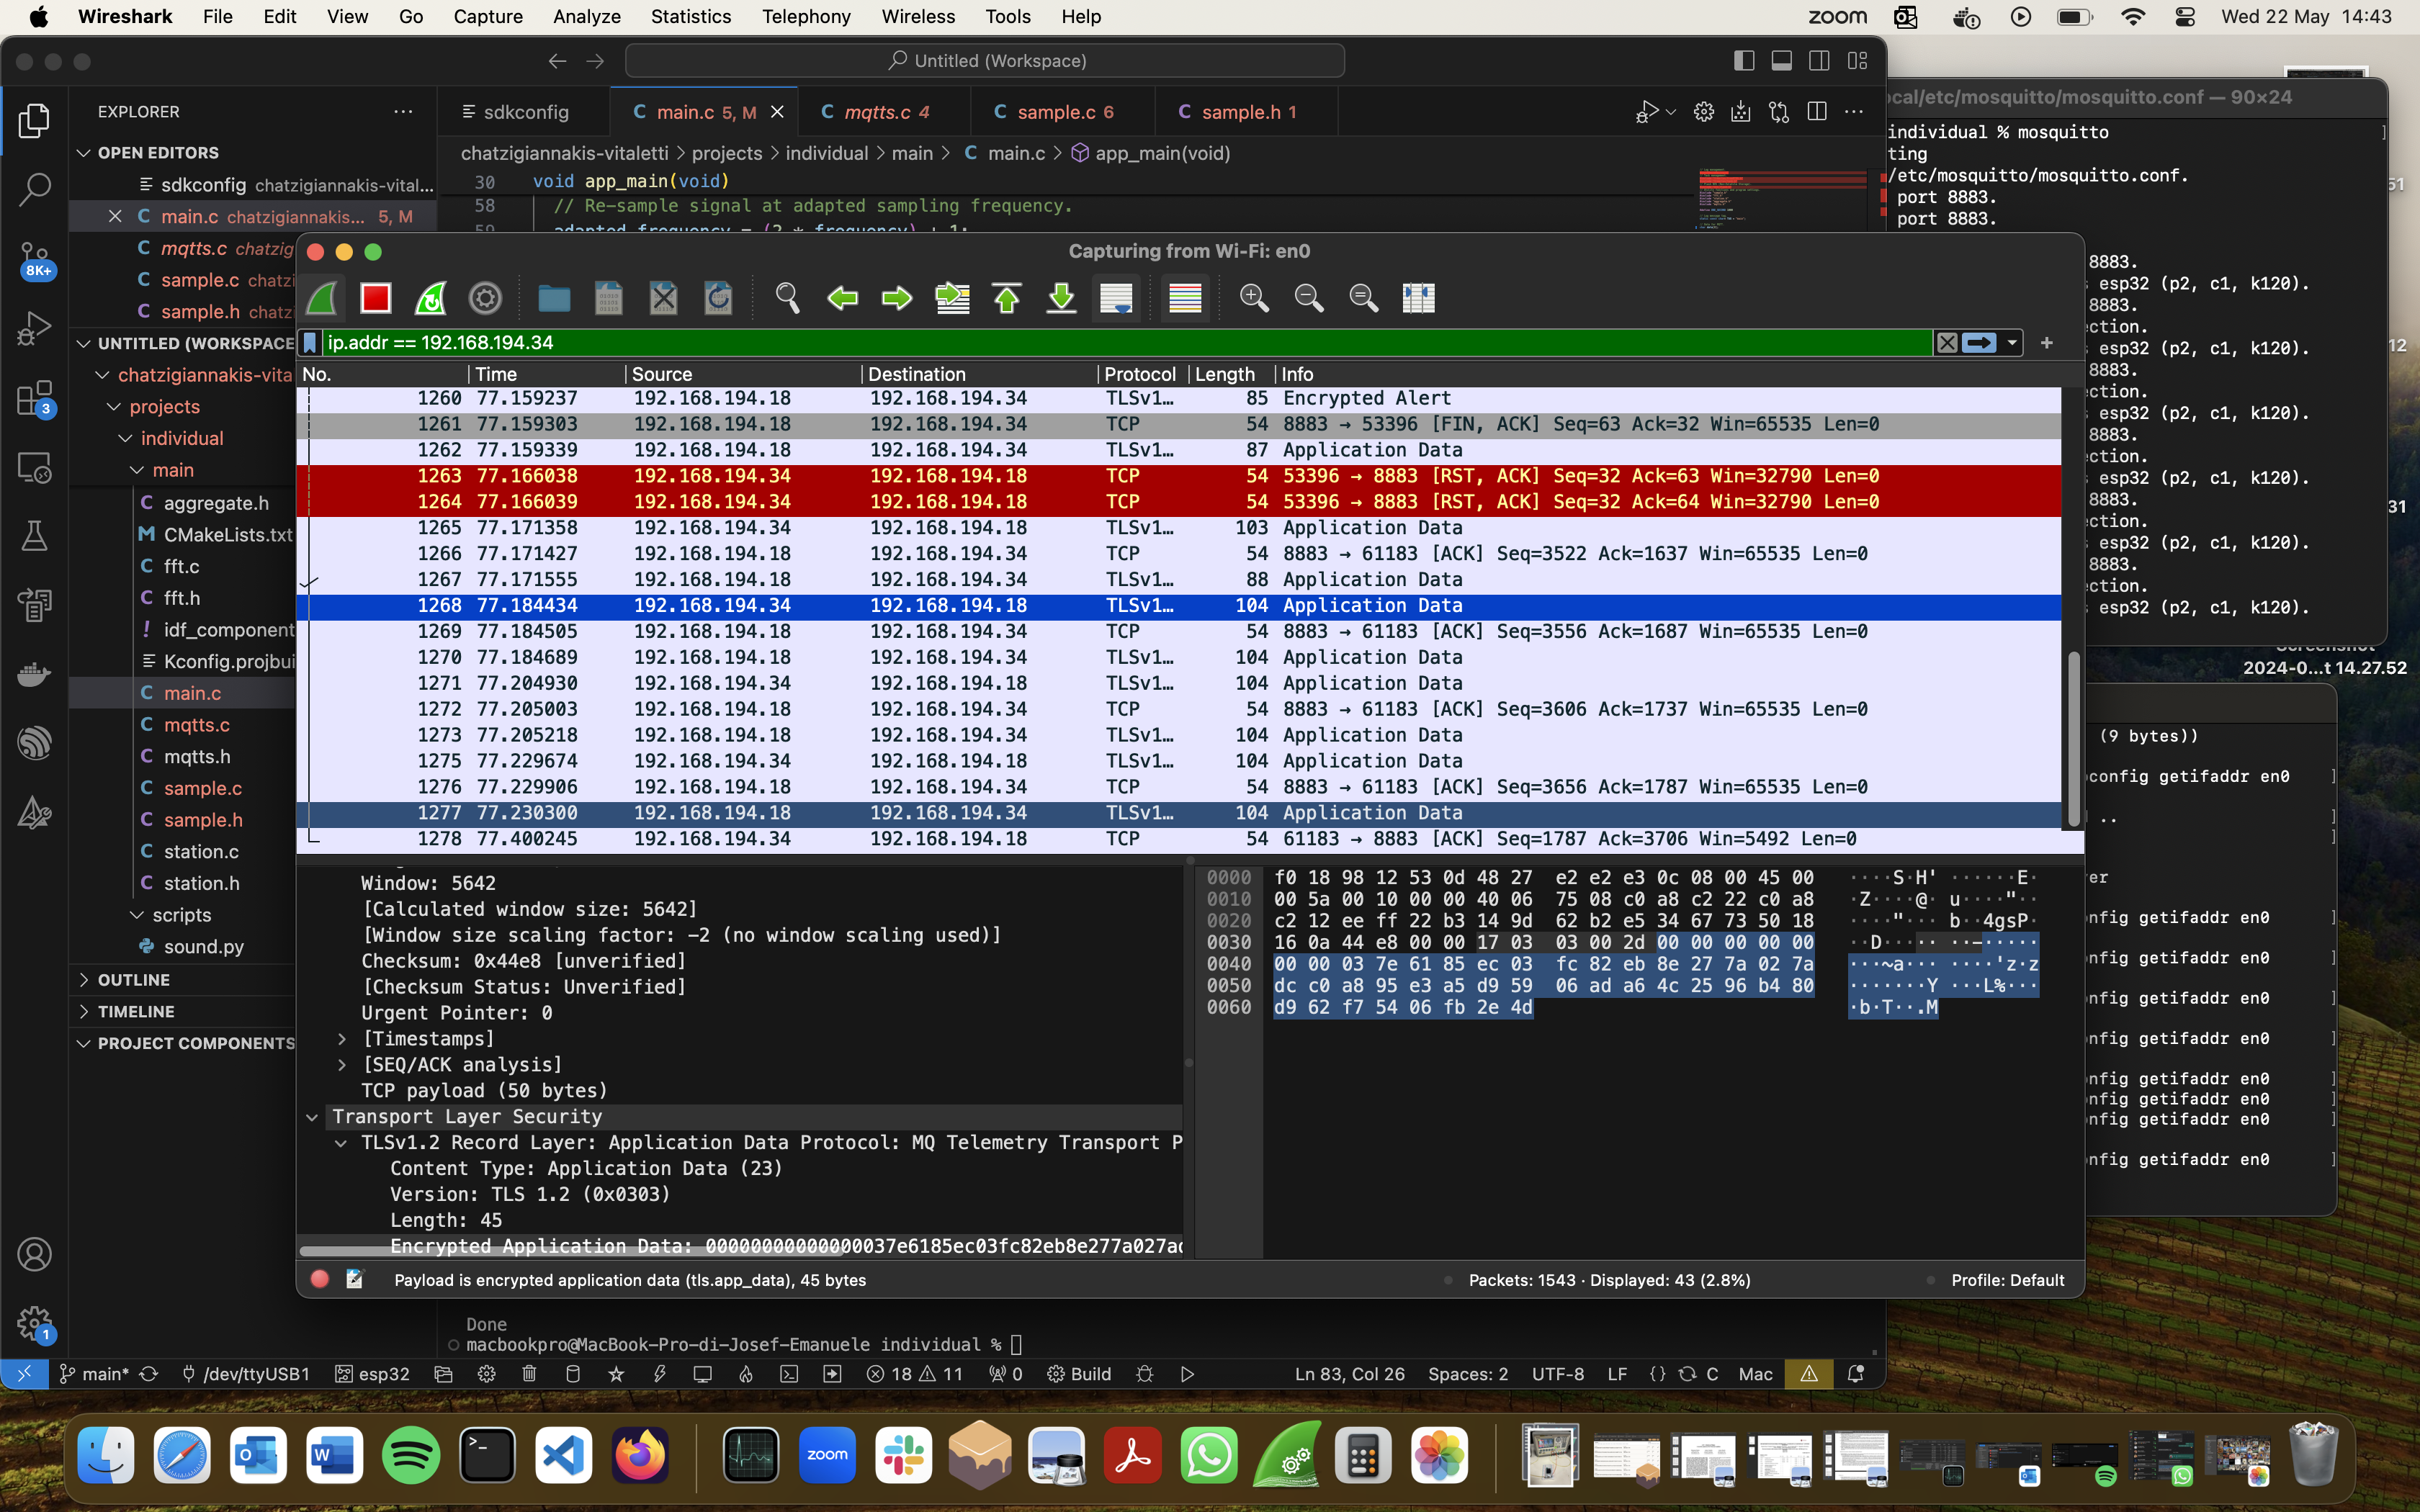 Wireshark File Edit View Go Capture Analyze Statistics Telephony Wireless Tools Help
zoom Wed 22 May 14:43
Untitled (Workspace)
EXPLORER
OPEN EDITORS
sdkconfig chatzigiannakis-vital...
main.c chatzigiannakis... 5, M
mqtts.c chatzig
sample.c chatzi
sample.h chatzi
8K+
3
1
UNTITLED (WORKSPACE
chatzigiannakis-vita
projects
individual
main
aggregate.h
CMakeLists.txt
fft.c
fft.h
idf_component
Kconfig.projbui
main.c
mqtts.c
mqtts.h
sample.c
sample.h
station.c
station.h
scripts
sound.py
OUTLINE
TIMELINE
PROJECT COMPONENTS
sdkconfig
main.c 5, M
mqtts.c 4
sample.c 6
sample.h 1
chatzigiannakis-vitaletti > projects > individual > main > C main.c > app_main(void)
30 void app_main(void)
58 // Re-sample signal at adapted sampling frequency.
59 adapted_frequency = (2 * frequency) + 1;
Capturing from Wi-Fi: en0
ip.addr == 192.168.194.34
No. Time Source Destination Protocol Length Info
1260 77.159237 192.168.194.18 192.168.194.34 TLSv1… 85 Encrypted Alert
1261 77.159303 192.168.194.18 192.168.194.34 TCP 54 8883 → 53396 [FIN, ACK] Seq=63 Ack=32 Win=65535 Len=0
1262 77.159339 192.168.194.18 192.168.194.34 TLSv1… 87 Application Data
1263 77.166038 192.168.194.34 192.168.194.18 TCP 54 53396 → 8883 [RST, ACK] Seq=32 Ack=63 Win=32790 Len=0
1264 77.166039 192.168.194.34 192.168.194.18 TCP 54 53396 → 8883 [RST, ACK] Seq=32 Ack=64 Win=32790 Len=0
1265 77.171358 192.168.194.34 192.168.194.18 TLSv1… 103 Application Data
1266 77.171427 192.168.194.18 192.168.194.34 TCP 54 8883 → 61183 [ACK] Seq=3522 Ack=1637 Win=65535 Len=0
1267 77.171555 192.168.194.18 192.168.194.34 TLSv1… 88 Application Data
1268 77.184434 192.168.194.34 192.168.194.18 TLSv1… 104 Application Data
1269 77.184505 192.168.194.18 192.168.194.34 TCP 54 8883 → 61183 [ACK] Seq=3556 Ack=1687 Win=65535 Len=0
1270 77.184689 192.168.194.18 192.168.194.34 TLSv1… 104 Application Data
1271 77.204930 192.168.194.34 192.168.194.18 TLSv1… 104 Application Data
1272 77.205003 192.168.194.18 192.168.194.34 TCP 54 8883 → 61183 [ACK] Seq=3606 Ack=1737 Win=65535 Len=0
1273 77.205218 192.168.194.18 192.168.194.34 TLSv1… 104 Application Data
1275 77.229674 192.168.194.34 192.168.194.18 TLSv1… 104 Application Data
1276 77.229906 192.168.194.18 192.168.194.34 TCP 54 8883 → 61183 [ACK] Seq=3656 Ack=1787 Win=65535 Len=0
1277 77.230300 192.168.194.18 192.168.194.34 TLSv1… 104 Application Data
1278 77.400245 192.168.194.34 192.168.194.18 TCP 54 61183 → 8883 [ACK] Seq=1787 Ack=3706 Win=5492 Len=0
Window: 5642
[Calculated window size: 5642]
[Window size scaling factor: -2 (no window scaling used)]
Checksum: 0x44e8 [unverified]
[Checksum Status: Unverified]
Urgent Pointer: 0
[Timestamps]
[SEQ/ACK analysis]
TCP payload (50 bytes)
Transport Layer Security
TLSv1.2 Record Layer: Application Data Protocol: MQ Telemetry Transport P
Content Type: Application Data (23)
Version: TLS 1.2 (0x0303)
Length: 45
Encrypted Application Data: 00000000000000037e6185ec03fc82eb8e277a027a
0000 f0 18 98 12 53 0d 48 27 e2 e2 e3 0c 08 00 45 00 ····S·H' ······E·
0010 00 5a 00 10 00 00 40 06 75 08 c0 a8 c2 22 c0 a8 ·Z····@· u····"··
0020 c2 12 ee ff 22 b3 14 9d 62 b2 e5 34 67 73 50 18 ····"··· b··4gsP·
0030 16 0a 44 e8 00 00 17 03 03 00 2d 00 00 00 00 00 ··D····· ··-·····
0040 00 00 03 7e 61 85 ec 03 fc 82 eb 8e 27 7a 02 7a ···~a··· ····'z·z
0050 dc c0 a8 95 e3 a5 d9 59 06 ad a6 4c 25 96 b4 80 ·······Y ···L%···
0060 d9 62 f7 54 06 fb 2e 4d ·b·T··.M
Payload is encrypted application data (tls.app_data), 45 bytes
Packets: 1543 · Displayed: 43 (2.8%)
Profile: Default
Done
macbookpro@MacBook-Pro-di-Josef-Emanuele individual %
main* /dev/ttyUSB1 esp32 18 11 0 Build Ln 83, Col 26 Spaces: 2 UTF-8 LF {} C Mac
ocal/etc/mosquitto/mosquitto.conf — 90×24
individual % mosquitto
ting
/etc/mosquitto/mosquitto.conf.
port 8883.
port 8883.
8883.
s esp32 (p2, c1, k120).
8883.
ection.
s esp32 (p2, c1, k120).
8883.
ection.
s esp32 (p2, c1, k120).
8883.
ection.
s esp32 (p2, c1, k120).
8883.
ection.
s esp32 (p2, c1, k120).
8883.
ection.
s esp32 (p2, c1, k120).
51
12
31
Screenshot
2024-0...t 14.27.52
(9 bytes))
config getifaddr en0
..
er
nfig getifaddr en0
nfig getifaddr en0
nfig getifaddr en0
nfig getifaddr en0
nfig getifaddr en0
nfig getifaddr en0
nfig getifaddr en0
nfig getifaddr en0
zoom